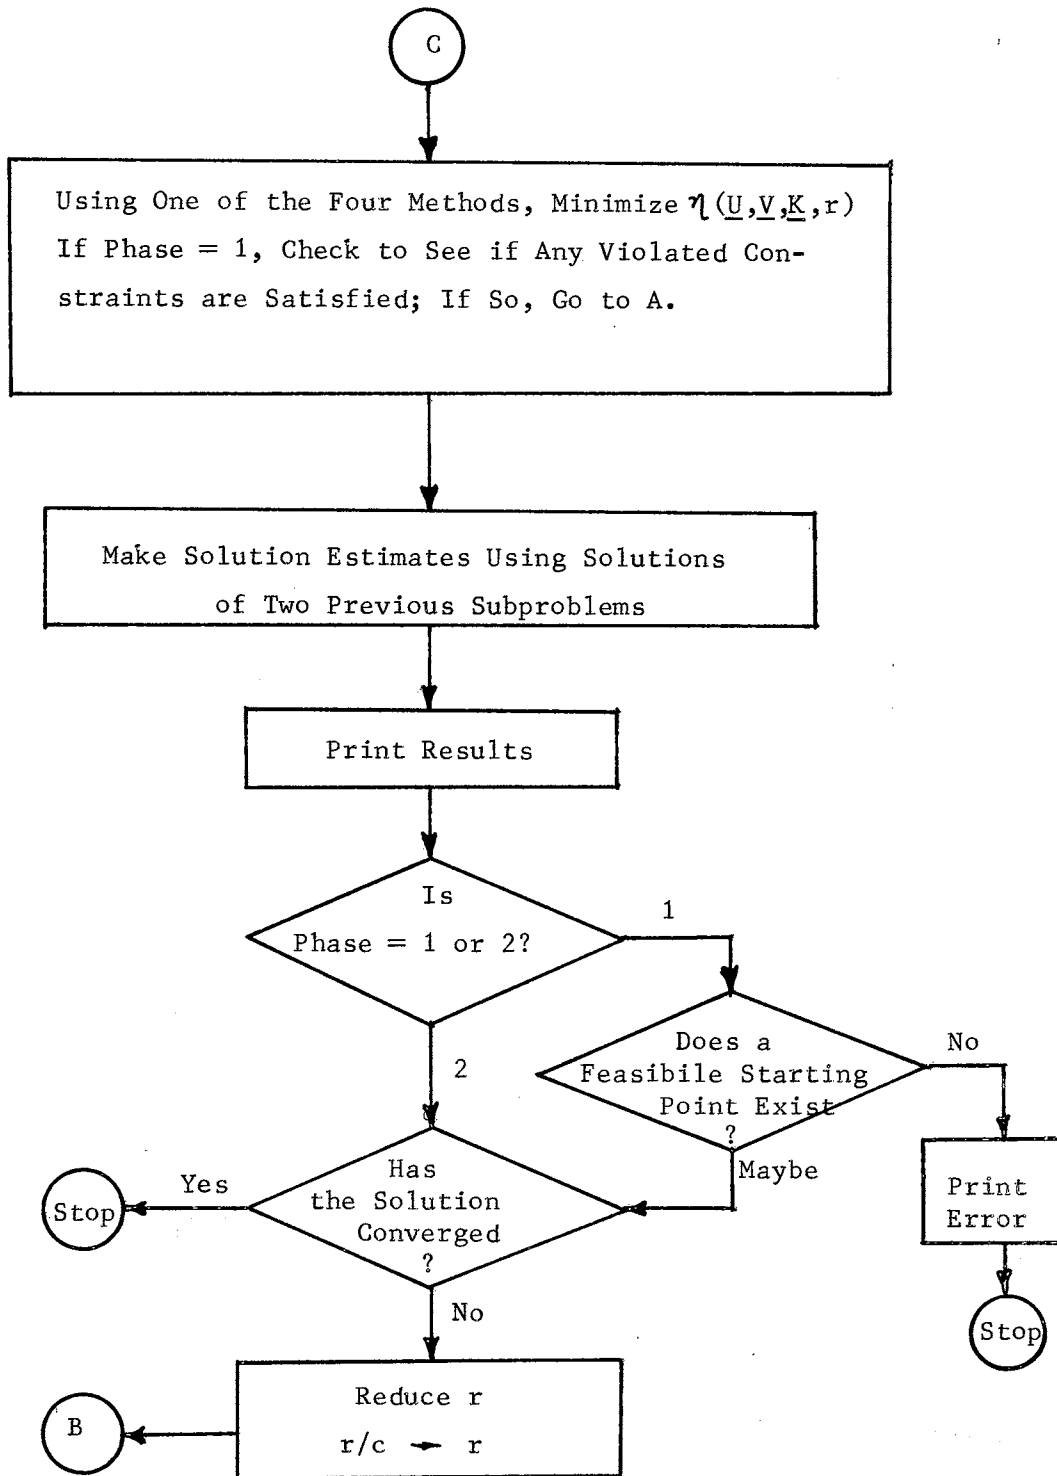 C
Using One of the Four Methods, Minimize η(U,V,K,r)
If Phase = 1, Check to See if Any Violated Con-
straints are Satisfied; If So, Go to A.
Make Solution Estimates Using Solutions
of Two Previous Subproblems
Print Results
Is
Phase = 1 or 2?
1
2
Does a
Feasibile Starting
Point Exist
?
No
Maybe
Print
Error
Stop
Has
the Solution
Converged
?
Yes
Stop
No
Reduce r
r/c → r
B